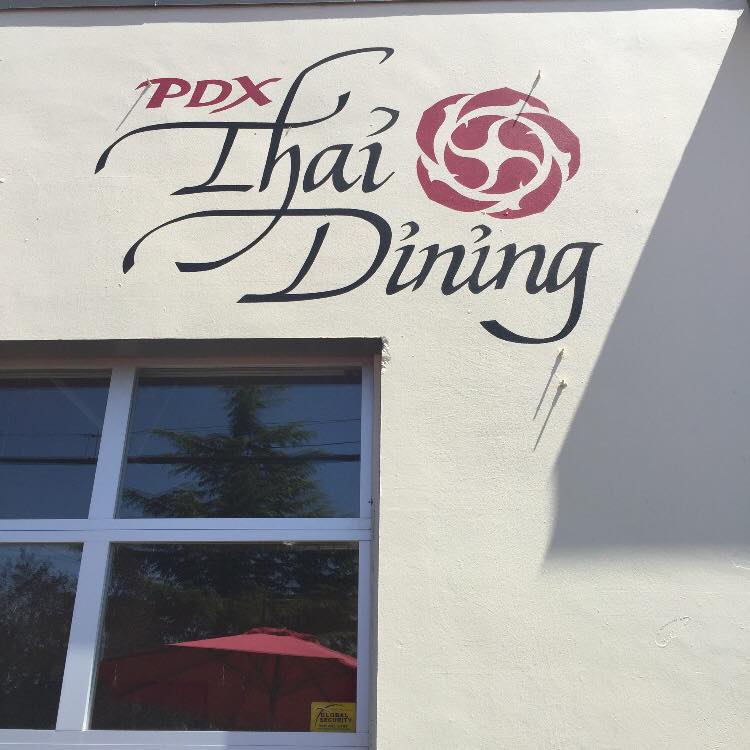 PDX
Thai
Dining
GLOBAL
SECURITY